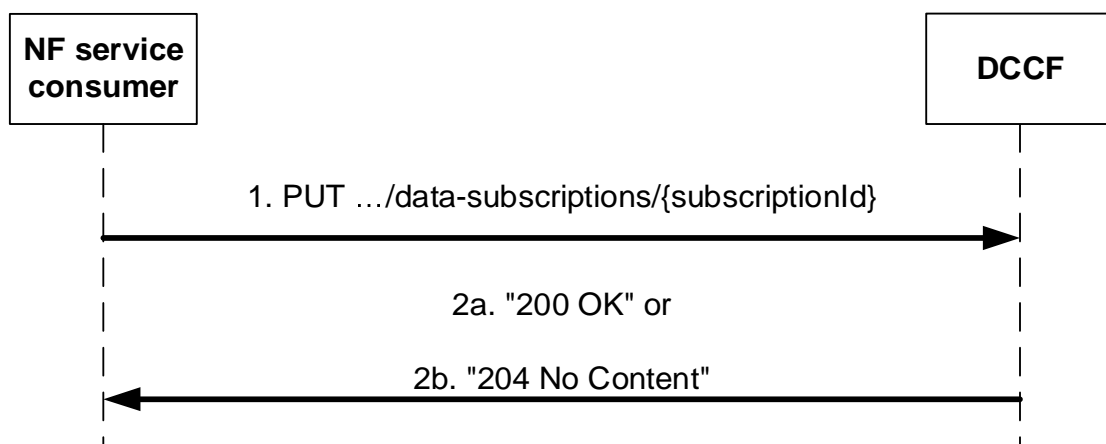 NF service
consumer
DCCF
1. PUT …/data-subscriptions/{subscriptionId}
2a. "200 OK" or
2b. "204 No Content"